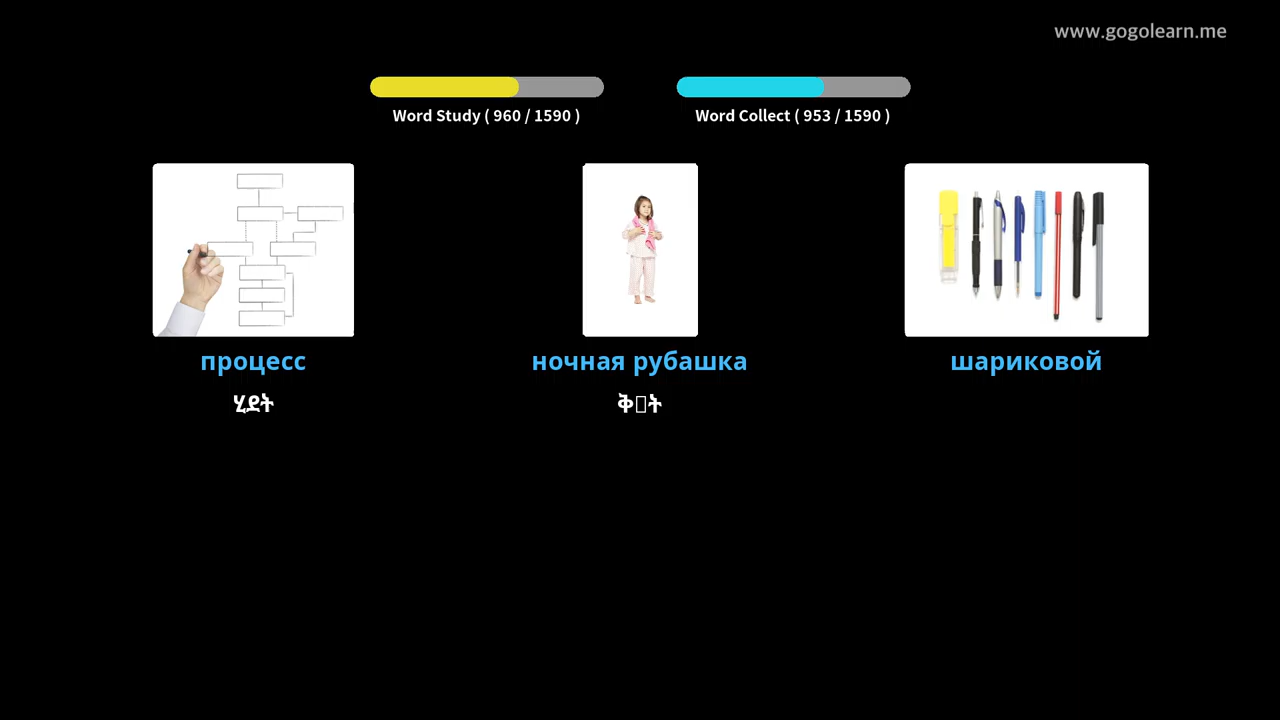 www.gogolearn.me
Word Study ( 960 / 1590 )
Word Collect ( 953 / 1590 )
процесс
ночная рубашка
шариковой
ሂደት